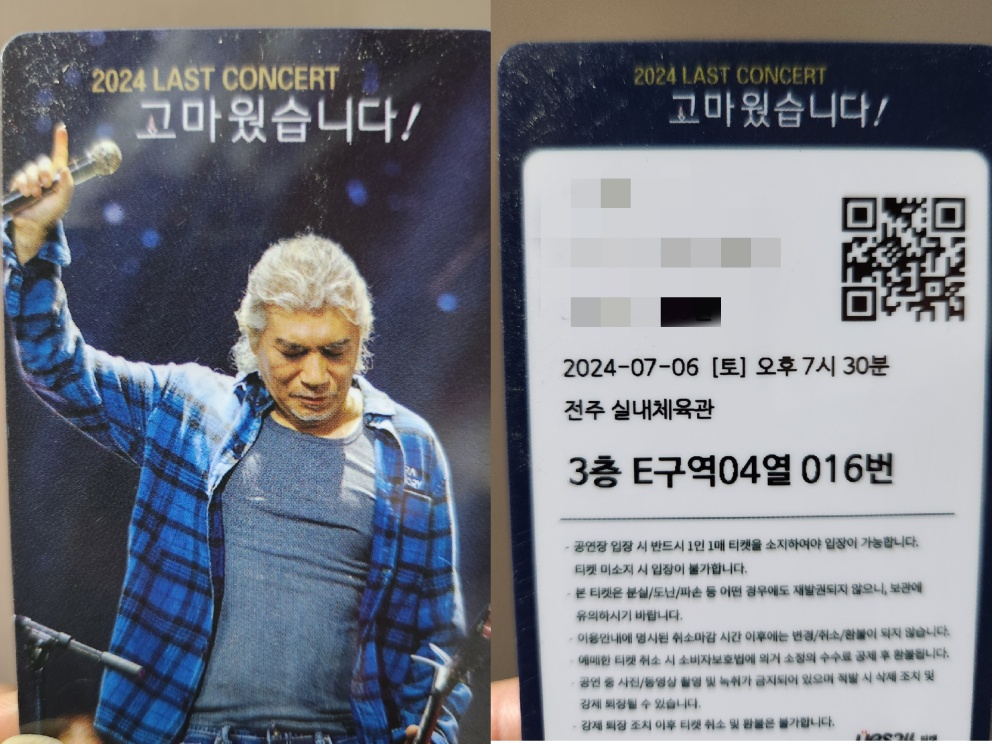 2024 LAST CONCERT
고마웠습니다!
2024 LAST CONCERT
고마웠습니다!
2024-07-06 [토] 오후 7시 30분
전주 실내체육관
3층 E구역04열 016번
- 공연장 입장 시 반드시 1인 1매 티켓을 소지하여야 입장이 가능합니다.
티켓 미소지 시 입장이 불가합니다.
- 본 티켓은 분실/도난/파손 등 어떤 경우에도 재발권되지 않으니, 보관에
유의하시기 바랍니다.
- 이용안내에 명시된 취소마감 시간 이후에는 변경/취소/환불이 되지 않습니다.
- 예매한 티켓 취소 시 소비자보호법에 의거 소정의 수수료 공제 후 환불됩니다.
- 공연 중 사진/동영상 촬영 및 녹취가 금지되어 있으며 적발 시 삭제 조치 및
강제 퇴장될 수 있습니다.
- 강제 퇴장 조치 이후 티켓 취소 및 환불은 불가합니다.